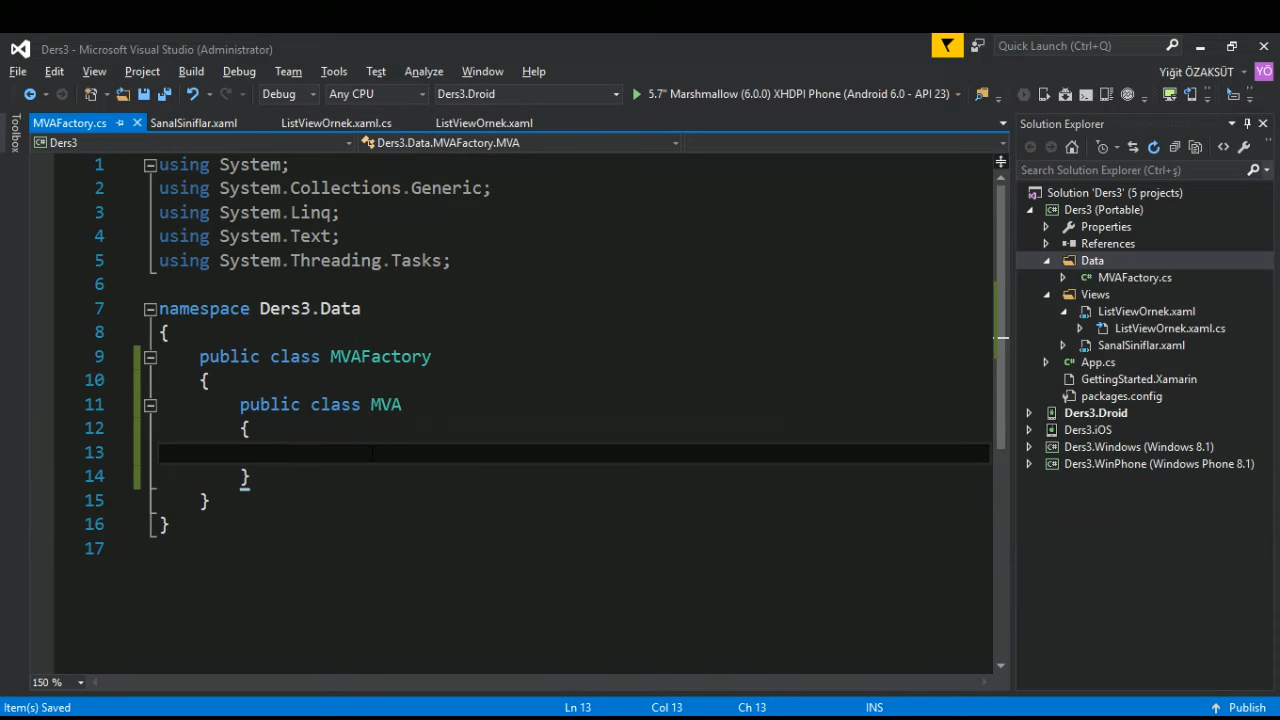 Ders3 - Microsoft Visual Studio (Administrator)
Quick Launch (Ctrl+Q)
File Edit View Project Build Debug Team Tools Test Analyze Window Help
Yiğit ÖZAKSÜT YÖ
Debug Any CPU Ders3.Droid 5.7" Marshmallow (6.0.0) XHDPI Phone (Android 6.0 - API 23)
Toolbox
MVAFactory.cs SanalSiniflar.xaml ListViewOrnek.xaml.cs ListViewOrnek.xaml
Ders3 Ders3.Data.MVAFactory.MVA
1 using System;
2 using System.Collections.Generic;
3 using System.Linq;
4 using System.Text;
5 using System.Threading.Tasks;
6
7 namespace Ders3.Data
8 {
9 public class MVAFactory
10 {
11 public class MVA
12 {
13
14 }
15 }
16 }
17
150 %
Solution Explorer
Search Solution Explorer (Ctrl+ş)
Solution 'Ders3' (5 projects)
Ders3 (Portable)
Properties
References
Data
MVAFactory.cs
Views
ListViewOrnek.xaml
ListViewOrnek.xaml.cs
SanalSiniflar.xaml
App.cs
GettingStarted.Xamarin
packages.config
Ders3.Droid
Ders3.iOS
Ders3.Windows (Windows 8.1)
Ders3.WinPhone (Windows Phone 8.1)
Item(s) Saved Ln 13 Col 13 Ch 13 INS Publish